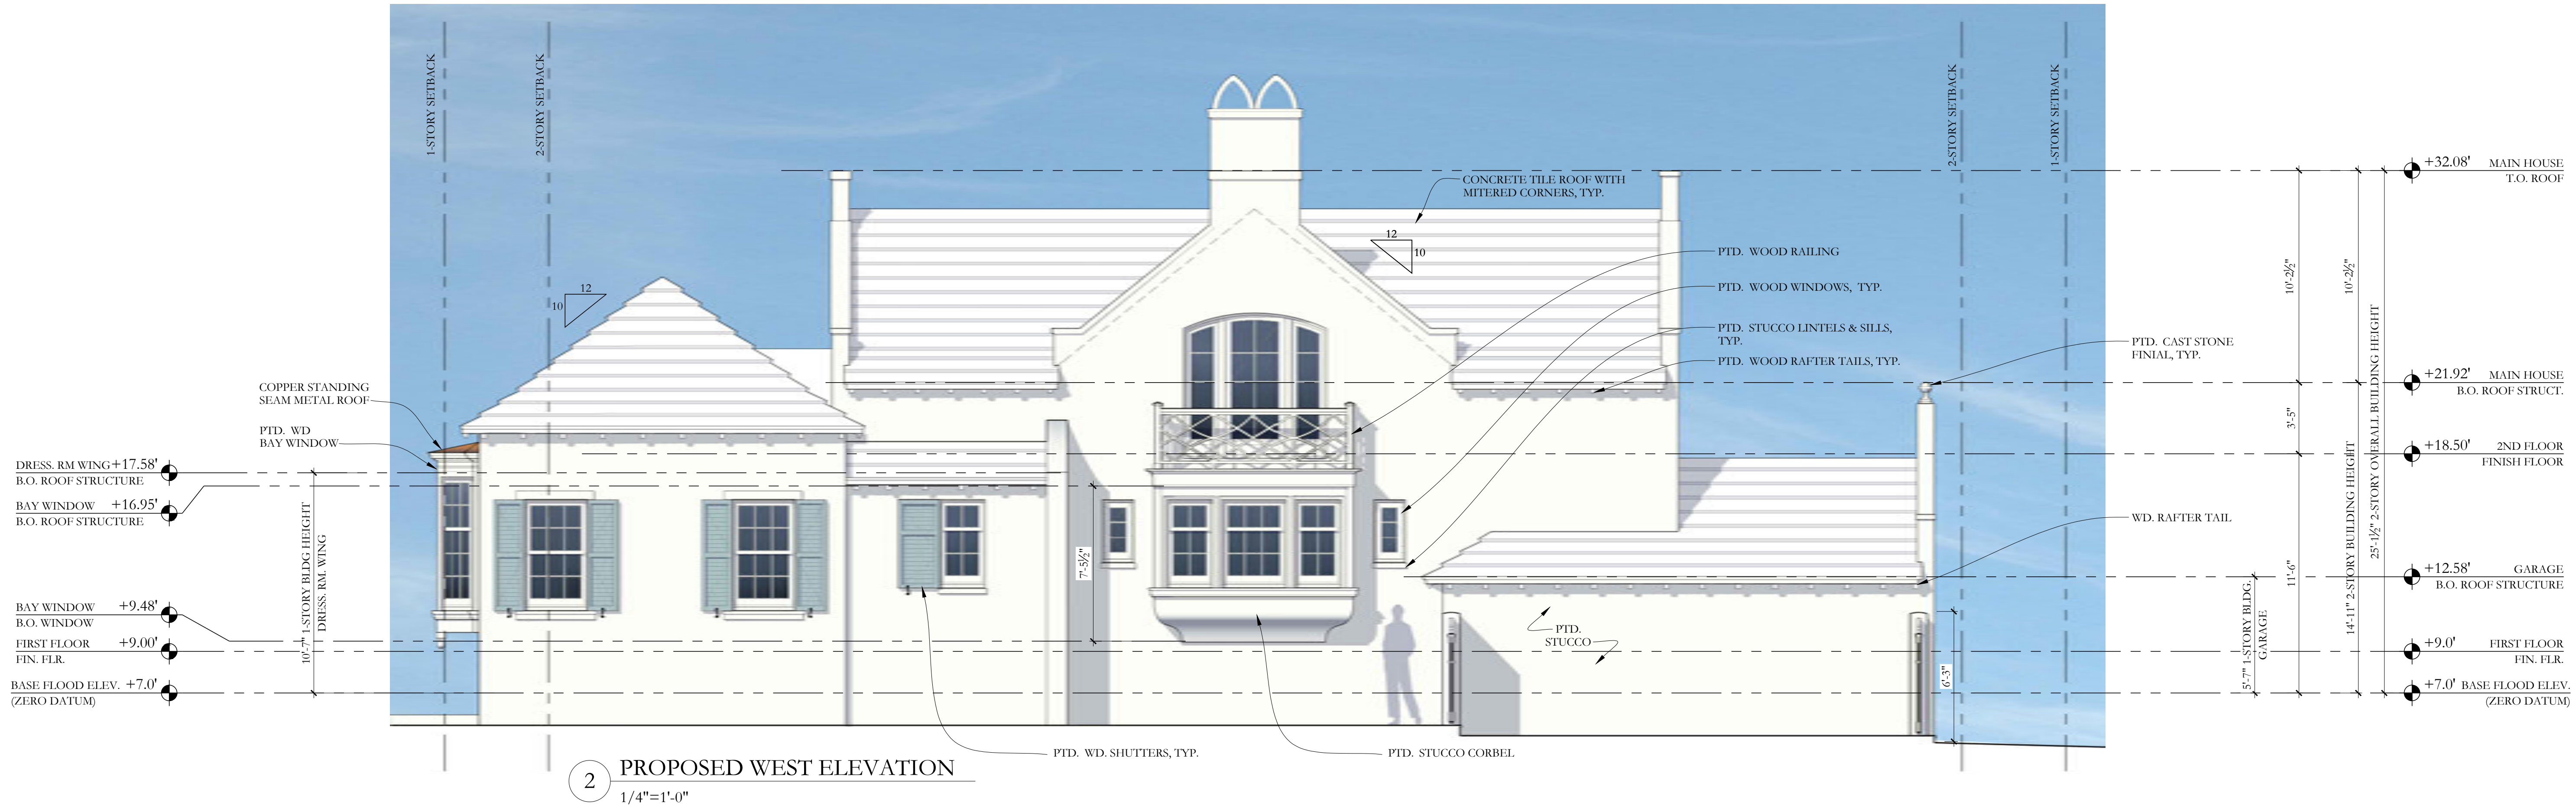 1-STORY SETBACK
2-STORY SETBACK
2-STORY SETBACK
1-STORY SETBACK
+32.08' MAIN HOUSE
T.O. ROOF
CONCRETE TILE ROOF WITH
MITERED CORNERS, TYP.
12
10
PTD. WOOD RAILING
12
10
PTD. WOOD WINDOWS, TYP.
PTD. STUCCO LINTELS & SILLS,
TYP.
PTD. WOOD RAFTER TAILS, TYP.
PTD. CAST STONE
FINIAL, TYP.
10'-2½"
10'-2½"
25'-1½" 2-STORY OVERALL BUILDING HEIGHT
+21.92' MAIN HOUSE
B.O. ROOF STRUCT.
COPPER STANDING
SEAM METAL ROOF
PTD. WD
BAY WINDOW
3'-5"
+18.50' 2ND FLOOR
FINISH FLOOR
DRESS. RM WING +17.58'
B.O. ROOF STRUCTURE
BAY WINDOW +16.95'
B.O. ROOF STRUCTURE
10'-7" 1-STORY BLDG HEIGHT
DRESS. RM. WING
7'-5½"
WD. RAFTER TAIL
11'-6"
14'-11" 2-STORY BUILDING HEIGHT
+12.58' GARAGE
B.O. ROOF STRUCTURE
5'-7" 1-STORY BLDG.
GARAGE
BAY WINDOW +9.48'
B.O. WINDOW
PTD.
STUCCO
FIRST FLOOR +9.00'
FIN. FLR.
+9.0' FIRST FLOOR
FIN. FLR.
6'-3"
BASE FLOOD ELEV. +7.0'
(ZERO DATUM)
+7.0' BASE FLOOD ELEV.
(ZERO DATUM)
PTD. WD. SHUTTERS, TYP.
PTD. STUCCO CORBEL
2 PROPOSED WEST ELEVATION
1/4"=1'-0"